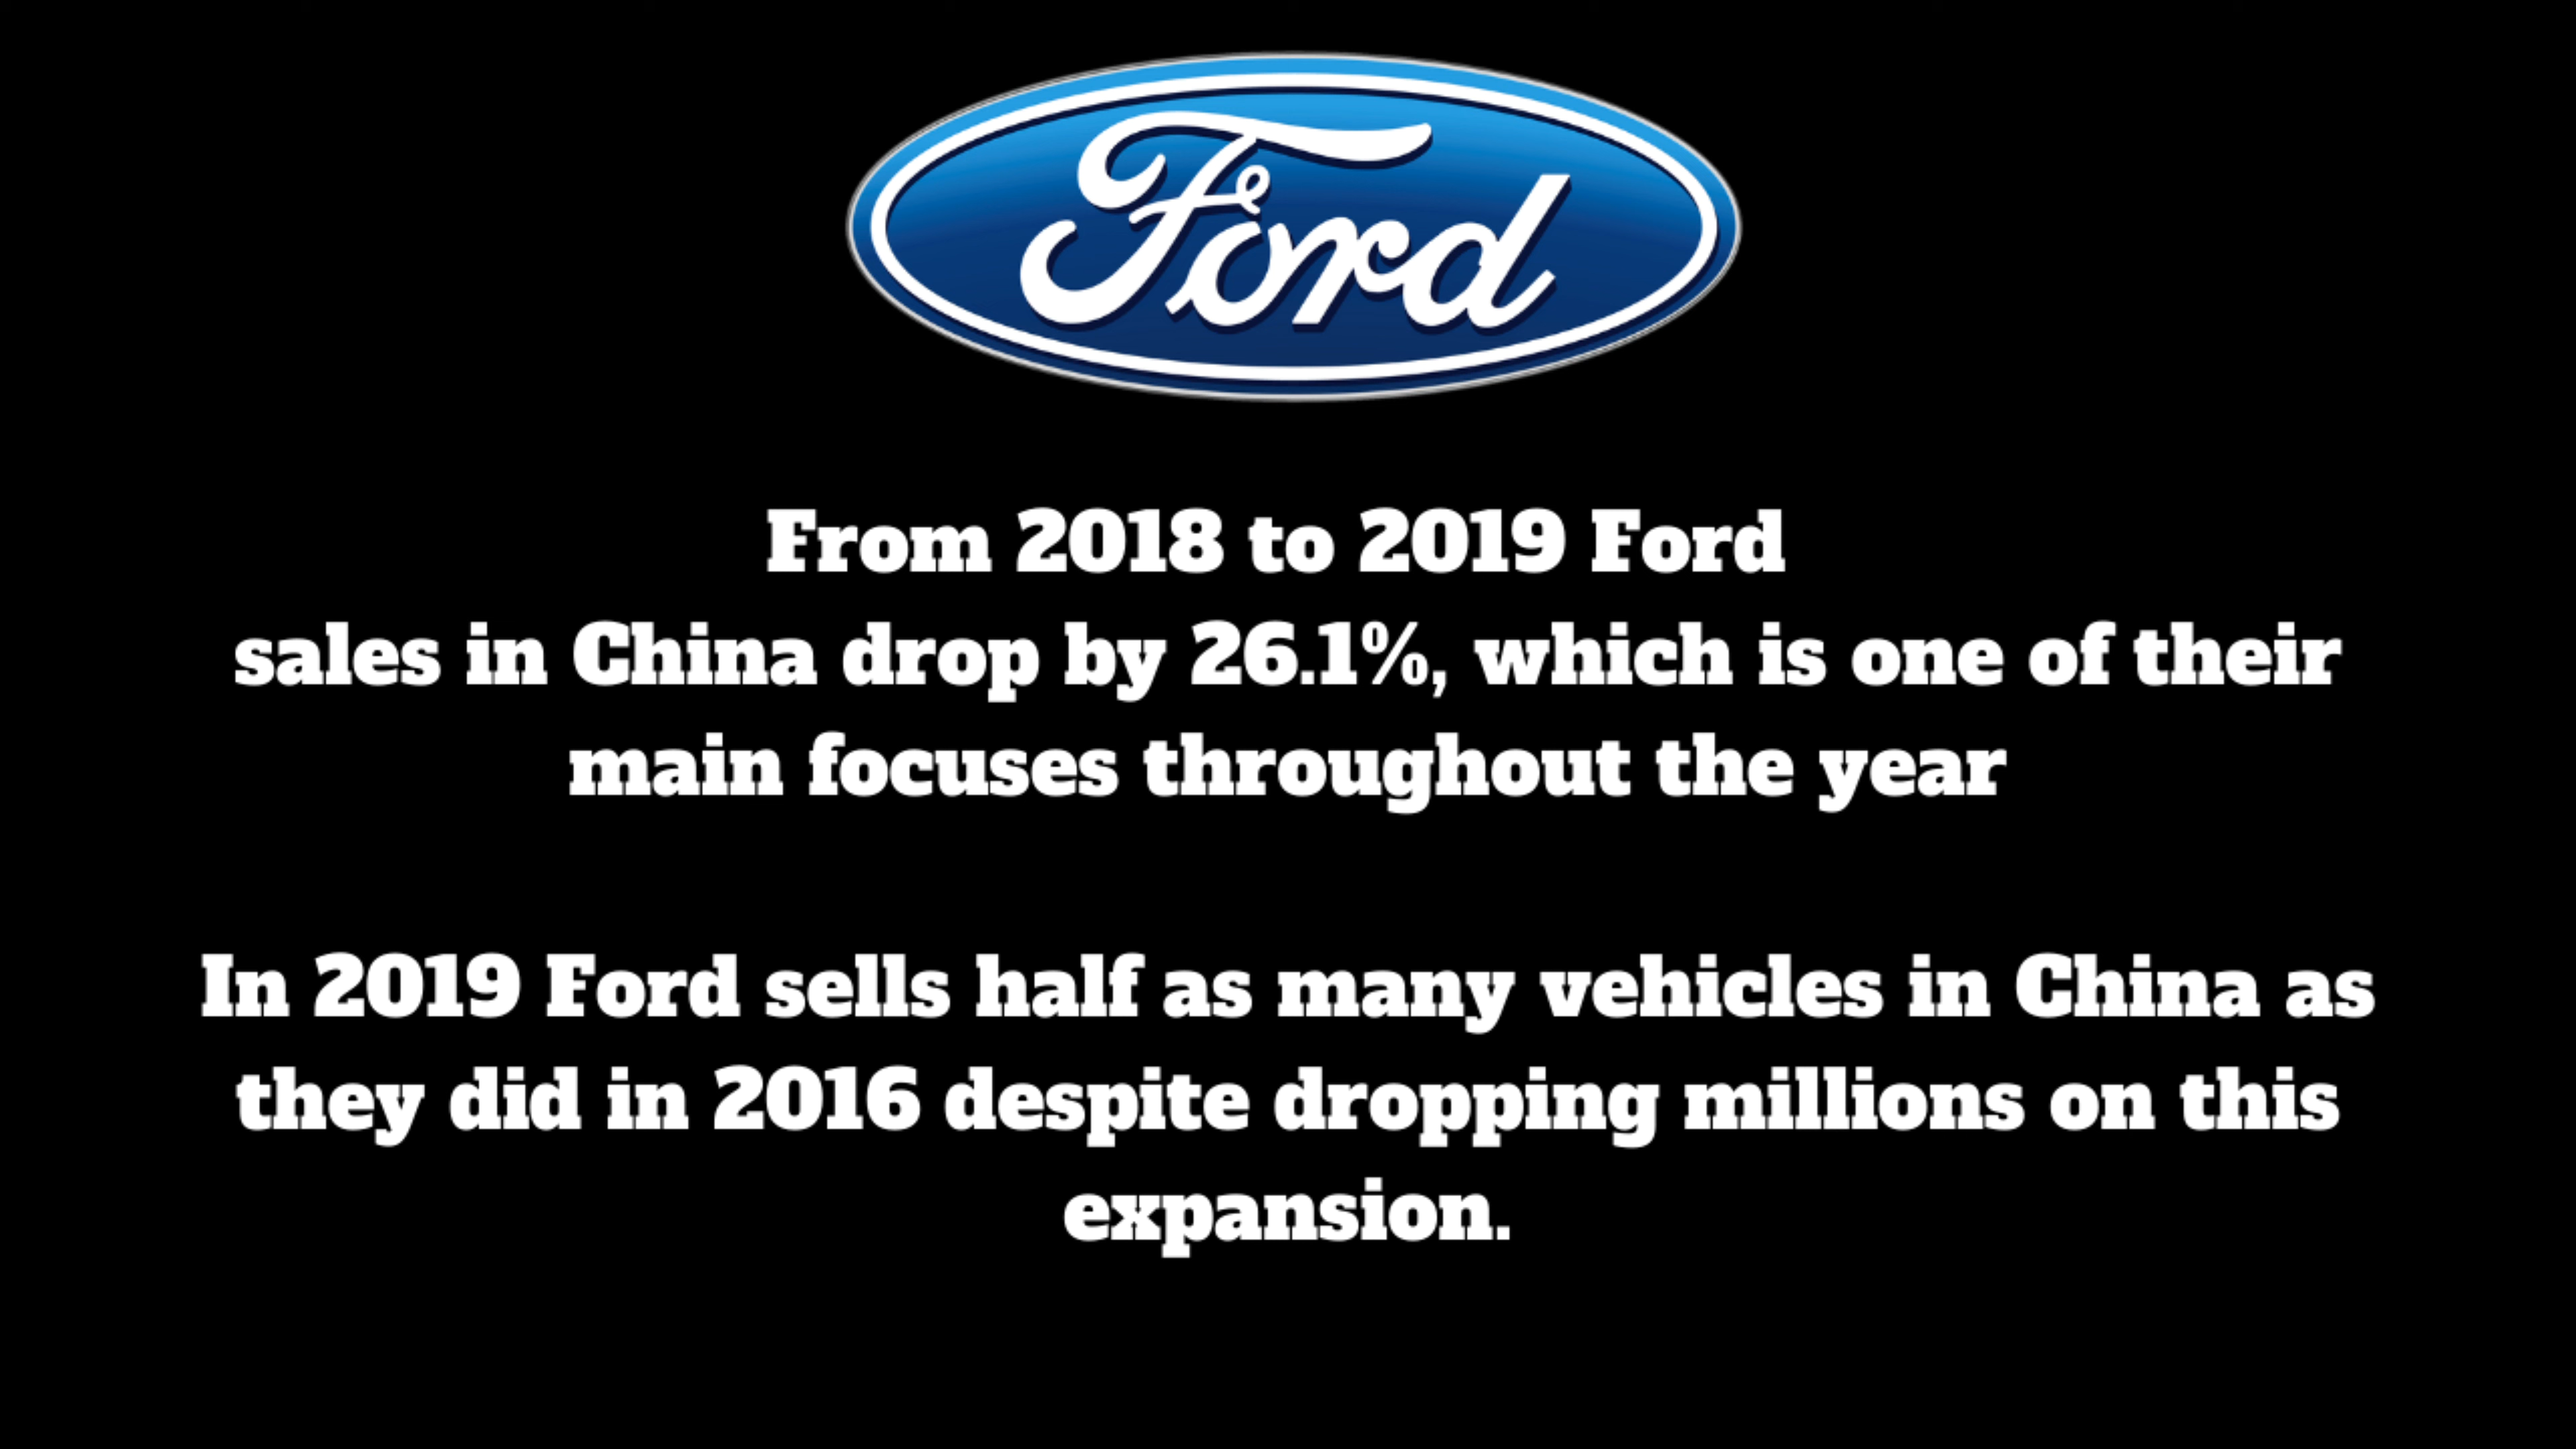 Ford
From 2018 to 2019 Ford
sales in China drop by 26.1%, which is one of their
main focuses throughout the year
In 2019 Ford sells half as many vehicles in China as
they did in 2016 despite dropping millions on this
expansion.